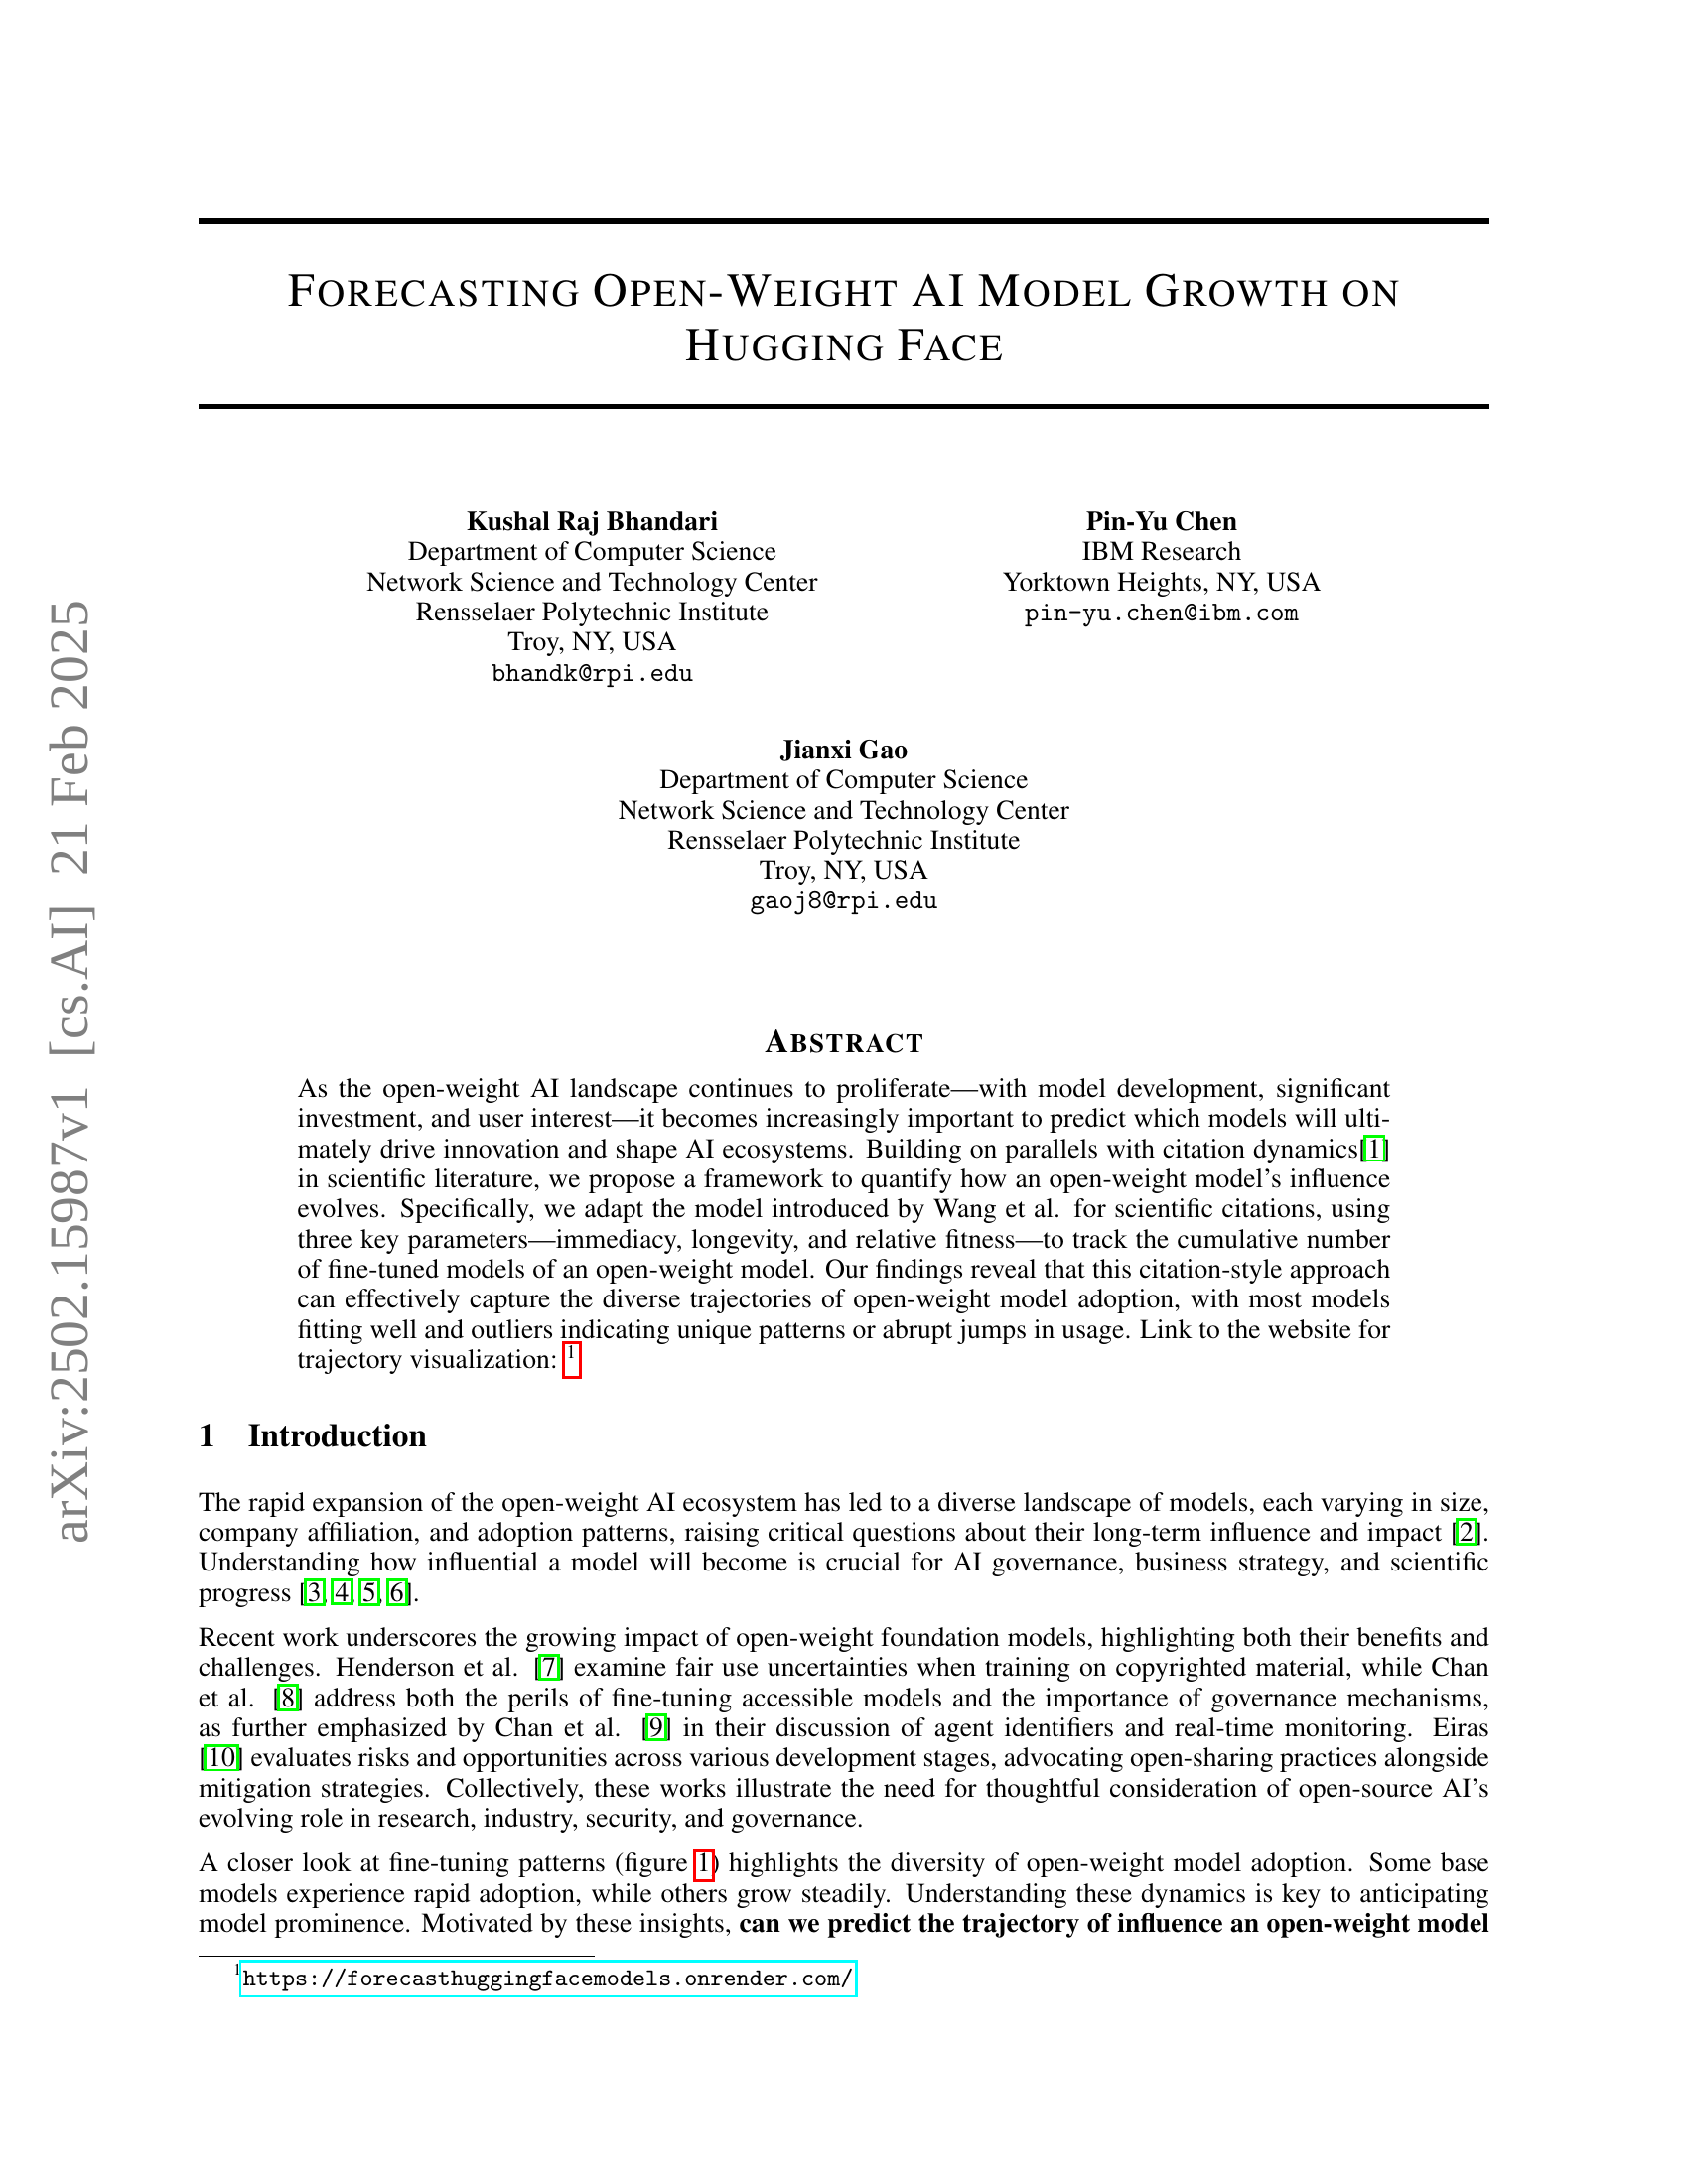 arXiv:2502.15987v1 [cs.AI] 21 Feb 2025
FORECASTING OPEN-WEIGHT AI MODEL GROWTH ON
HUGGING FACE
Kushal Raj Bhandari
Department of Computer Science
Network Science and Technology Center
Rensselaer Polytechnic Institute
Troy, NY, USA
bhandk@rpi.edu
Pin-Yu Chen
IBM Research
Yorktown Heights, NY, USA
pin-yu.chen@ibm.com
Jianxi Gao
Department of Computer Science
Network Science and Technology Center
Rensselaer Polytechnic Institute
Troy, NY, USA
gaoj8@rpi.edu
ABSTRACT
As the open-weight AI landscape continues to proliferate—with model development, significant
investment, and user interest—it becomes increasingly important to predict which models will ulti-
mately drive innovation and shape AI ecosystems. Building on parallels with citation dynamics[1]
in scientific literature, we propose a framework to quantify how an open-weight model's influence
evolves. Specifically, we adapt the model introduced by Wang et al. for scientific citations, using
three key parameters—immediacy, longevity, and relative fitness—to track the cumulative number
of fine-tuned models of an open-weight model. Our findings reveal that this citation-style approach
can effectively capture the diverse trajectories of open-weight model adoption, with most models
fitting well and outliers indicating unique patterns or abrupt jumps in usage. Link to the website for
trajectory visualization: 1
1 Introduction
The rapid expansion of the open-weight AI ecosystem has led to a diverse landscape of models, each varying in size,
company affiliation, and adoption patterns, raising critical questions about their long-term influence and impact [2].
Understanding how influential a model will become is crucial for AI governance, business strategy, and scientific
progress [3, 4, 5, 6].
Recent work underscores the growing impact of open-weight foundation models, highlighting both their benefits and
challenges. Henderson et al. [7] examine fair use uncertainties when training on copyrighted material, while Chan
et al. [8] address both the perils of fine-tuning accessible models and the importance of governance mechanisms,
as further emphasized by Chan et al. [9] in their discussion of agent identifiers and real-time monitoring. Eiras
[10] evaluates risks and opportunities across various development stages, advocating open-sharing practices alongside
mitigation strategies. Collectively, these works illustrate the need for thoughtful consideration of open-source AI's
evolving role in research, industry, security, and governance.
A closer look at fine-tuning patterns (figure 1) highlights the diversity of open-weight model adoption. Some base
models experience rapid adoption, while others grow steadily. Understanding these dynamics is key to anticipating
model prominence. Motivated by these insights, can we predict the trajectory of influence an open-weight model
1https://forecasthuggingfacemodels.onrender.com/